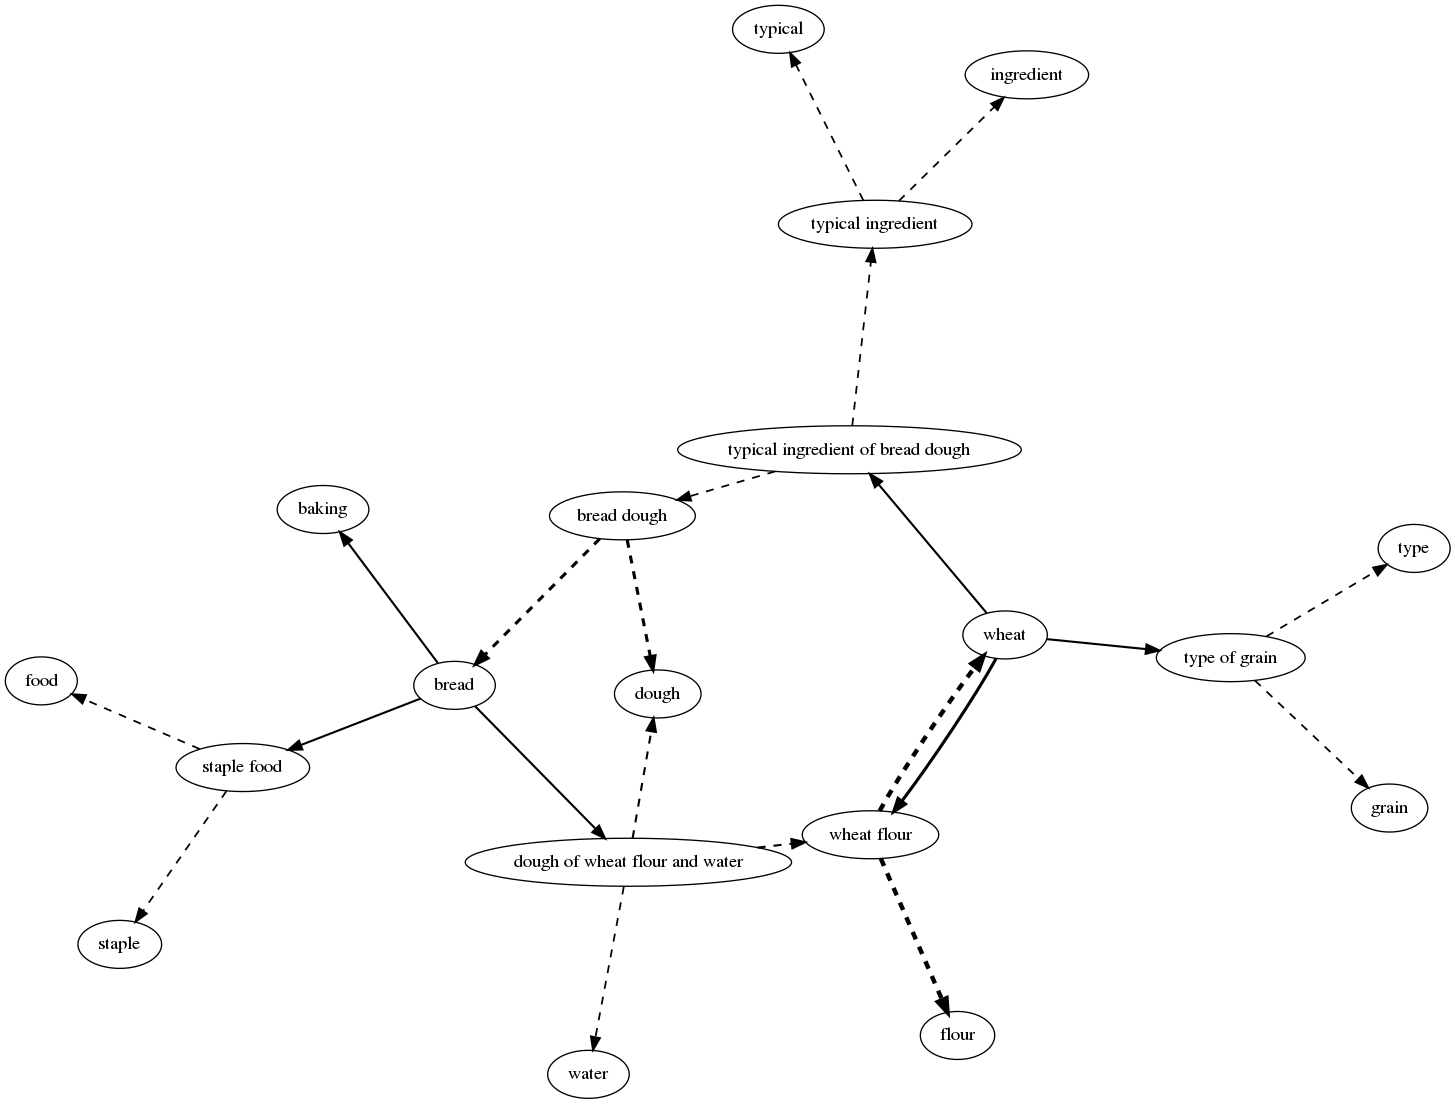 typical
ingredient
typical ingredient
typical ingredient of bread dough
baking
bread dough
type
wheat
type of grain
food
bread
dough
staple food
grain
wheat flour
dough of wheat flour and water
staple
flour
water